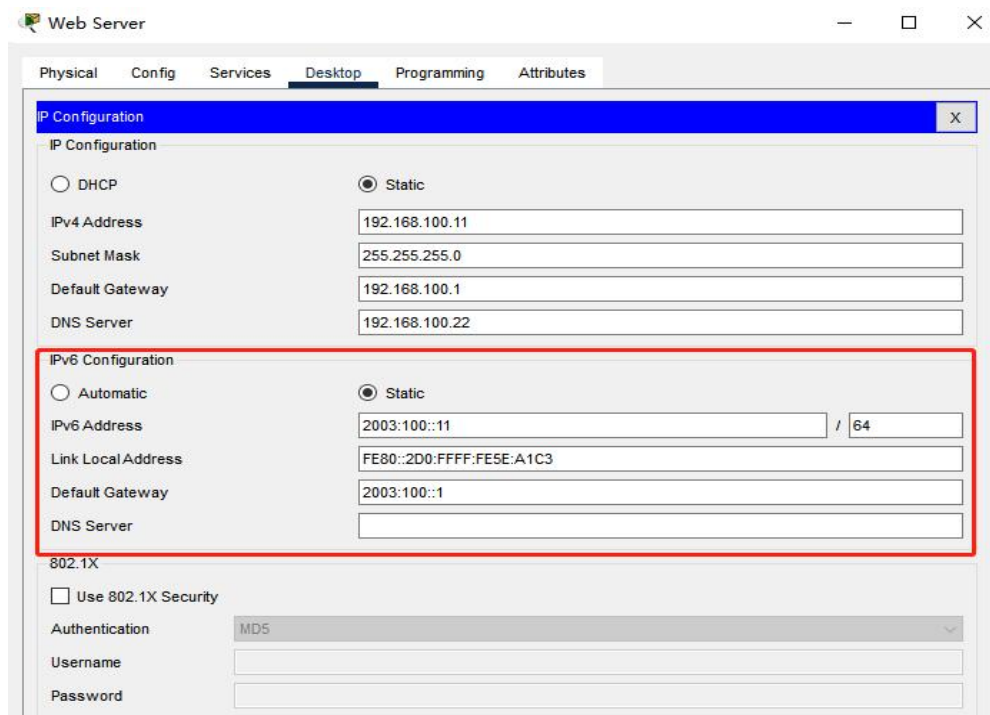 Web Server
Physical Config Services Desktop Programming Attributes
IP Configuration X
IP Configuration
DHCP Static
IPv4 Address 192.168.100.11
Subnet Mask 255.255.255.0
Default Gateway 192.168.100.1
DNS Server 192.168.100.22
IPv6 Configuration
Automatic Static
IPv6 Address 2003:100::11 / 64
Link Local Address FE80::2D0:FFFF:FE5E:A1C3
Default Gateway 2003:100::1
DNS Server
802.1X
Use 802.1X Security
Authentication MD5
Username
Password